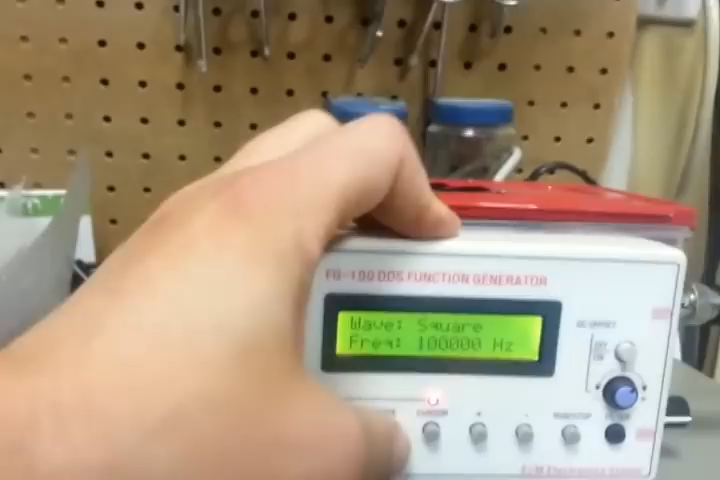 FG-100 DDS FUNCTION GENERATOR
Wave: Square
Freq: 100000 Hz
DC OFFSET
CURSOR
+
-